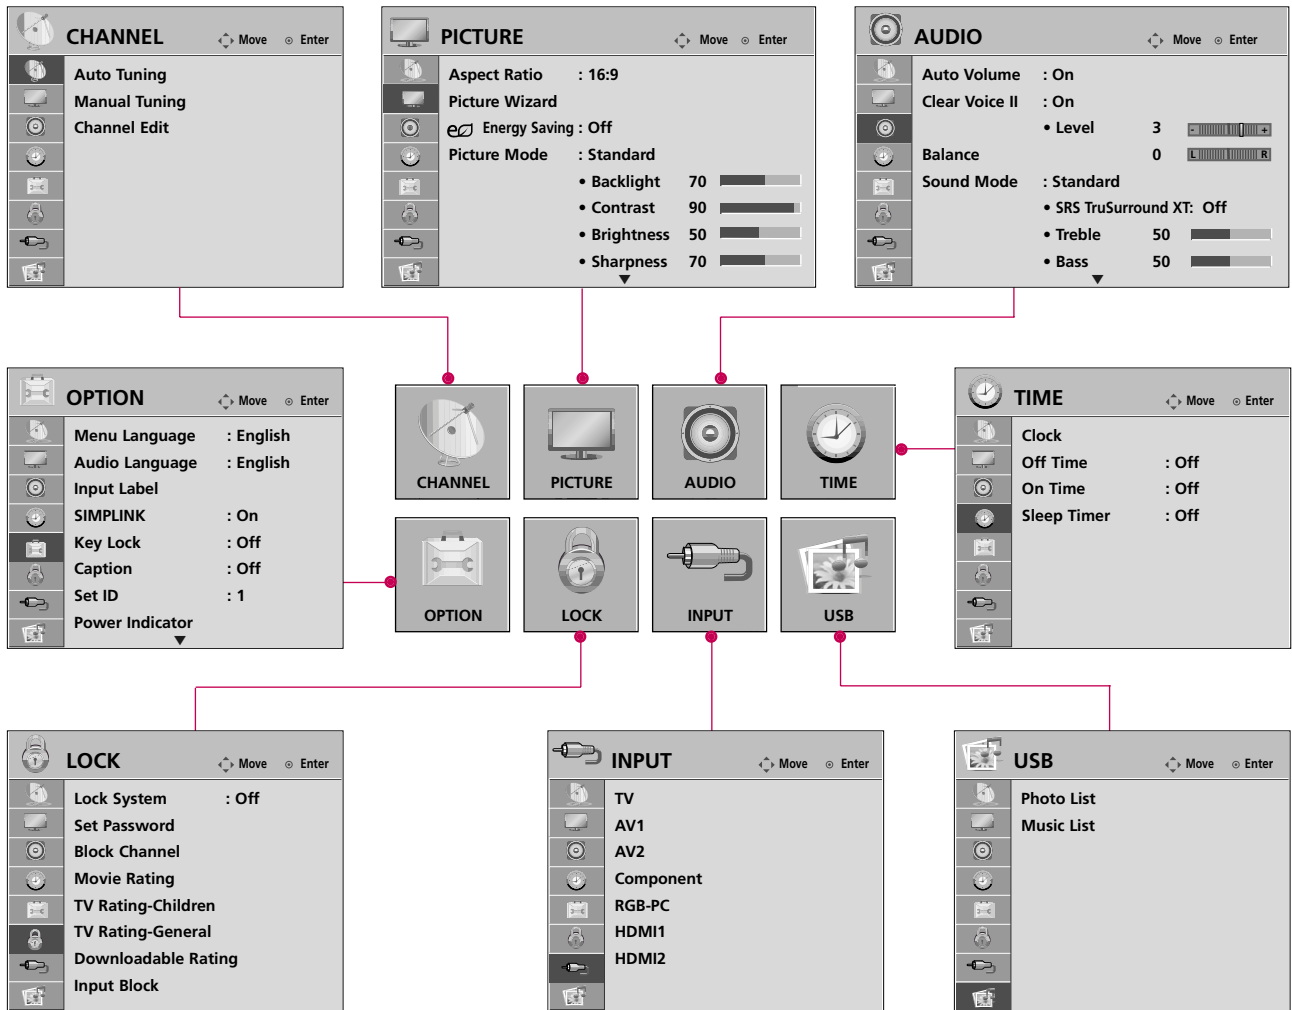 CHANNEL Move Enter
Auto Tuning
Manual Tuning
Channel Edit
PICTURE Move Enter
Aspect Ratio : 16:9
Picture Wizard
eco Energy Saving : Off
Picture Mode : Standard
• Backlight 70
• Contrast 90
• Brightness 50
• Sharpness 70
AUDIO Move Enter
Auto Volume : On
Clear Voice II : On
• Level 3 - +
Balance 0 L R
Sound Mode : Standard
• SRS TruSurround XT: Off
• Treble 50
• Bass 50
OPTION Move Enter
Menu Language : English
Audio Language : English
Input Label
SIMPLINK : On
Key Lock : Off
Caption : Off
Set ID : 1
Power Indicator
CHANNEL
PICTURE
AUDIO
TIME
OPTION
LOCK
INPUT
USB
TIME Move Enter
Clock
Off Time : Off
On Time : Off
Sleep Timer : Off
LOCK Move Enter
Lock System : Off
Set Password
Block Channel
Movie Rating
TV Rating-Children
TV Rating-General
Downloadable Rating
Input Block
INPUT Move Enter
TV
AV1
AV2
Component
RGB-PC
HDMI1
HDMI2
USB Move Enter
Photo List
Music List